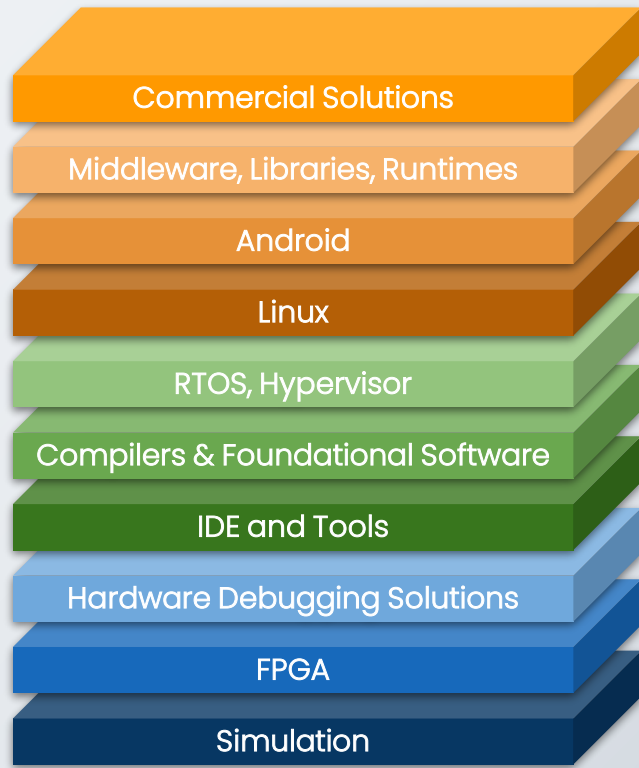 Commercial Solutions
Middleware, Libraries, Runtimes
Android
Linux
RTOS, Hypervisor
Compilers & Foundational Software
IDE and Tools
Hardware Debugging Solutions
FPGA
Simulation